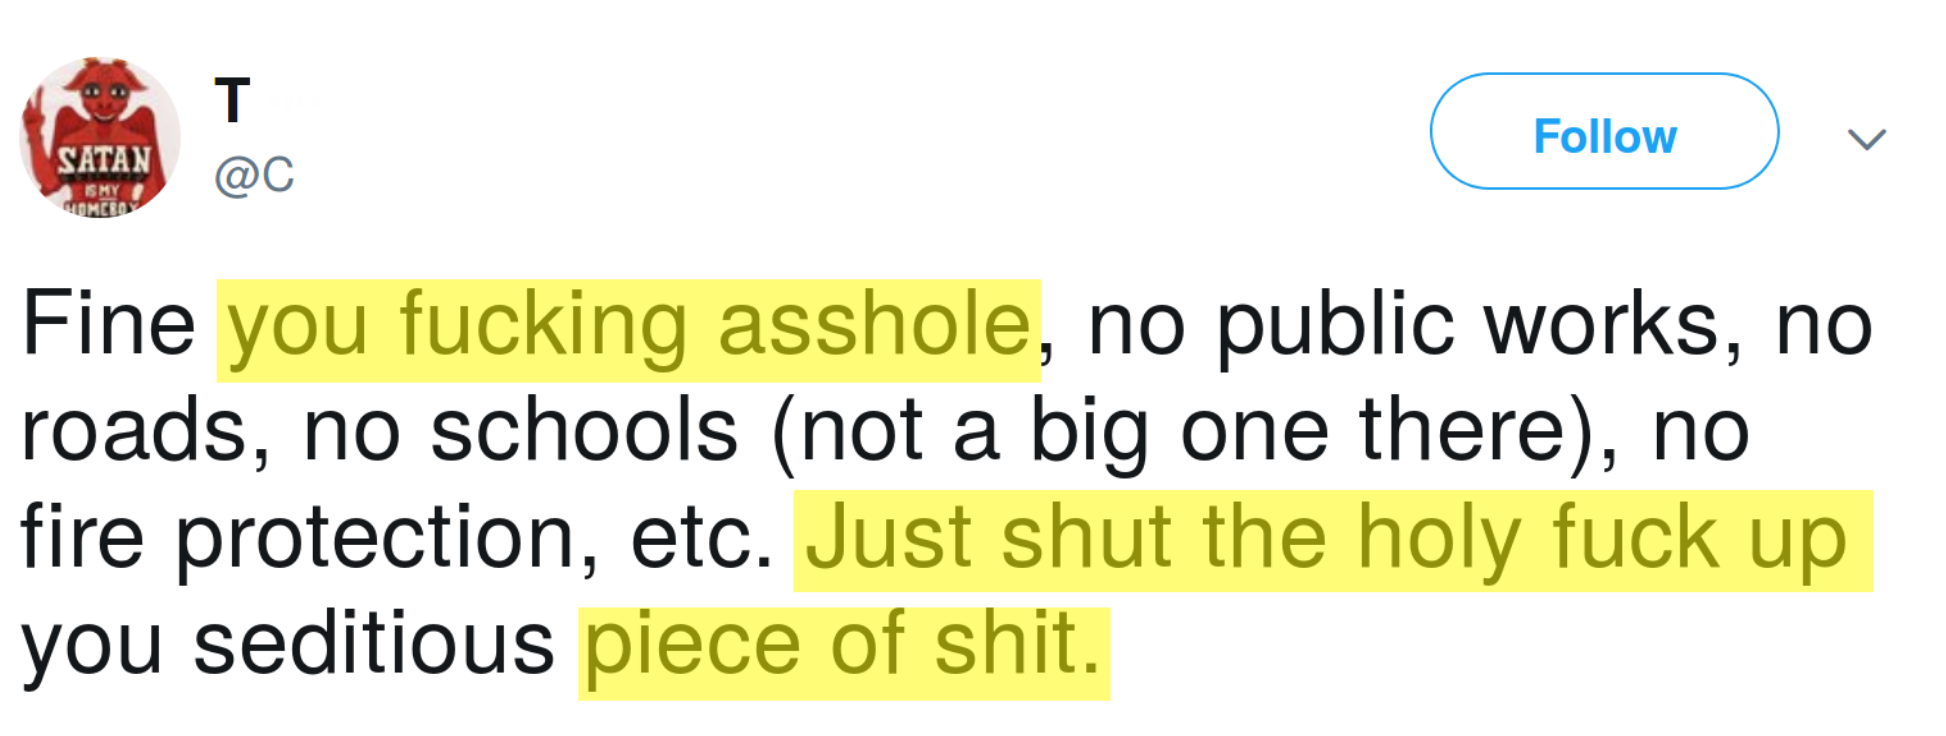 T
@C
Follow
SATAN
IS MY
HOMEBOY
Fine you fucking asshole, no public works, no
roads, no schools (not a big one there), no
fire protection, etc. Just shut the holy fuck up
you seditious piece of shit.